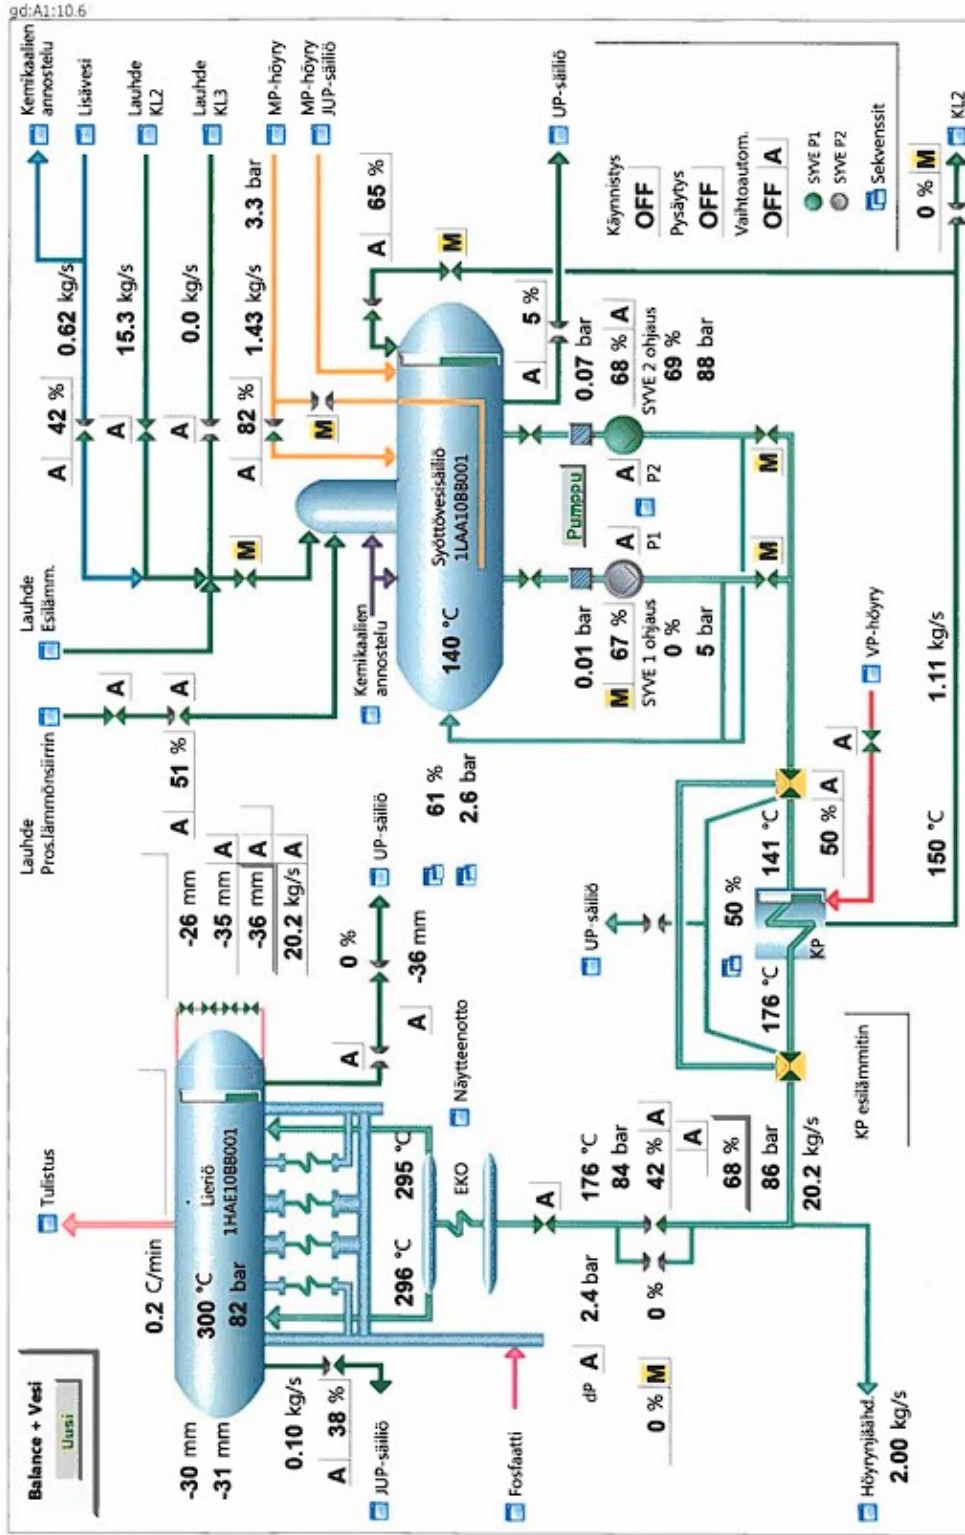 gd:A1:10.6
Balance + Vesi
Uusi
Tulistus
0.2 C/min
-30 mm
-31 mm
Lieriö
1HAE10BB001
300 °C
82 bar
0.10 kg/s
A 38 %
JUP-säiliö
Fosfaatti
296 °C
295 °C
EKO
Näytteenotto
-26 mm
-35 mm A
-36 mm A
20.2 kg/s A
0 %
UP-säiliö
A
A
-36 mm
61 %
2.6 bar
Lauhde
Pros.lämmönsiirrin
A
A
A 51 %
Lauhde
Esilämm.
Kemikaalien
annostelu
Lisävesi
Lauhde
KL2
Lauhde
KL3
MP-höyry
MP-höyry
JUP-säiliö
0.62 kg/s
15.3 kg/s
0.0 kg/s
1.43 kg/s
3.3 bar
A 42 %
A
A
A 82 %
M
M
A 65 %
M
Kemikaalien
annostelu
140 °C
Syöttövesisäiliö
1LAA10BB001
A 5 %
UP-säiliö
0.01 bar
M 67 %
SYVE 1 ohjaus
0 %
5 bar
Pumppu
A
P1
A
P2
0.07 bar
68 % A
SYVE 2 ohjaus
69 %
88 bar
M
M
Käynnistys
OFF
Pysäytys
OFF
Vaihtoautom.
OFF A
SYVE P1
SYVE P2
Sekvenssit
0 % M
KL2
dP A
2.4 bar
0 %
0 % M
A
176 °C
84 bar
42 % A
A
68 %
86 bar
20.2 kg/s
Höyrynjäähd.
2.00 kg/s
UP-säiliö
50 %
176 °C
KP
141 °C
50 % A
A
VP-höyry
KP esilämmitin
150 °C
1.11 kg/s